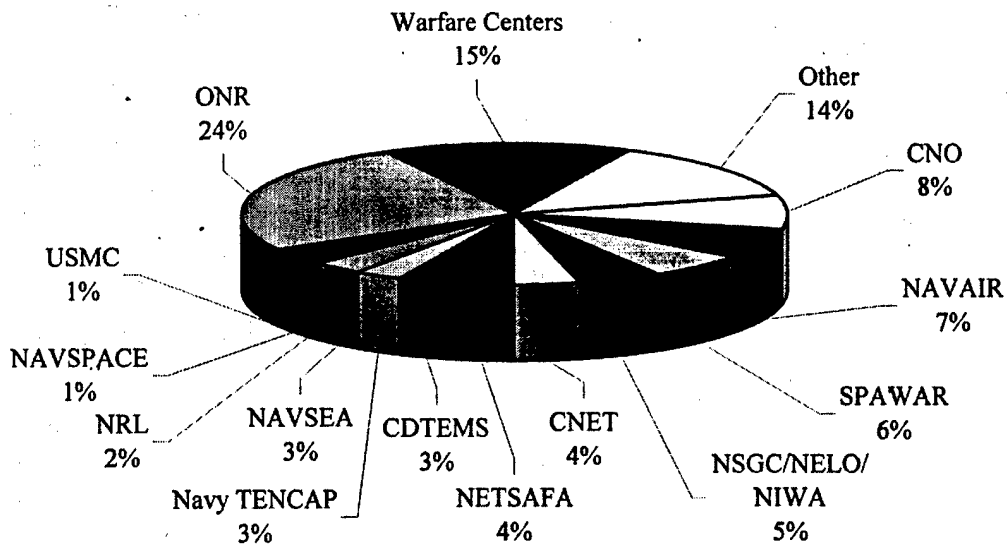 Warfare Centers
15%
Other
14%
ONR
24%
CNO
8%
USMC
1%
NAVAIR
7%
NAVSPACE
1%
SPAWAR
6%
NRL
2%
NAVSEA
3%
CDTEMS
3%
CNET
4%
NSGC/NELO/
NIWA
5%
Navy TENCAP
3%
NETSAFA
4%